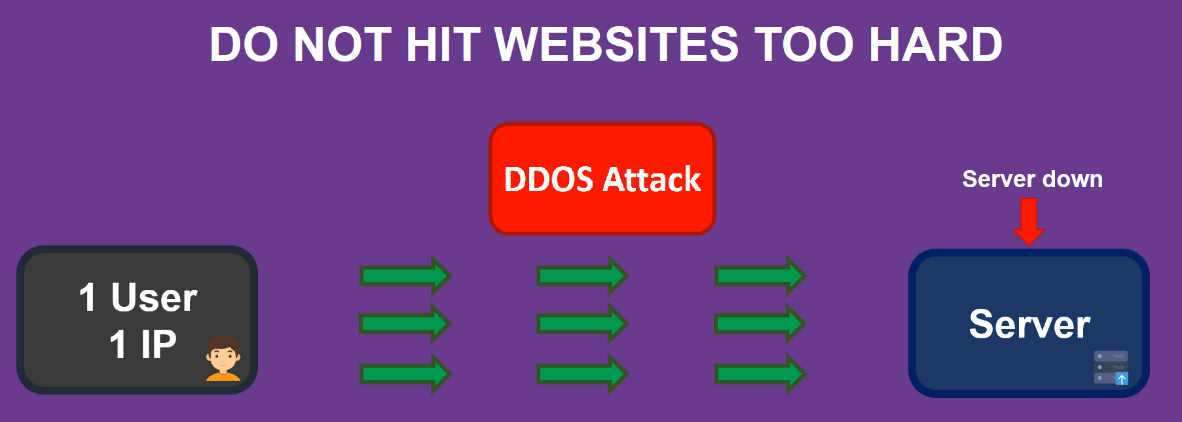 DO NOT HIT WEBSITES TOO HARD
DDOS Attack
Server down
1 User
1 IP
Server